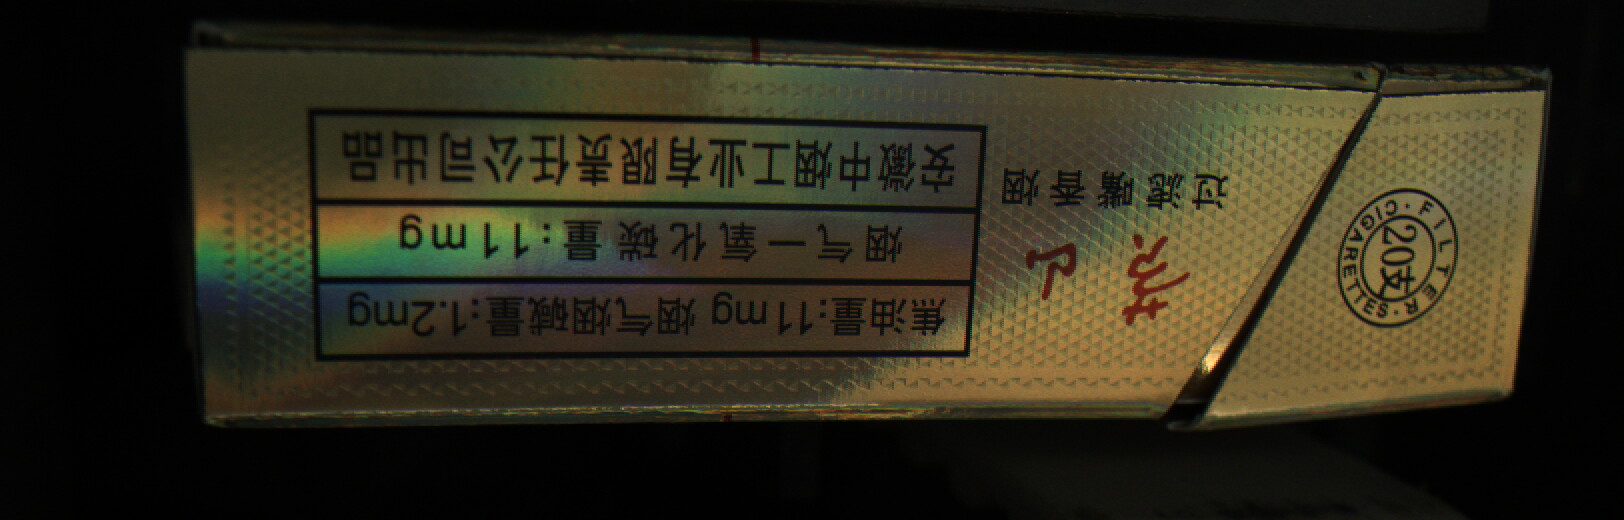 FILTER·CIGARETTES·
20支
过滤嘴香烟
焦油量:11mg 烟气烟碱量:1.2mg
烟气一氧化碳量:11mg
安徽中烟工业有限责任公司出品